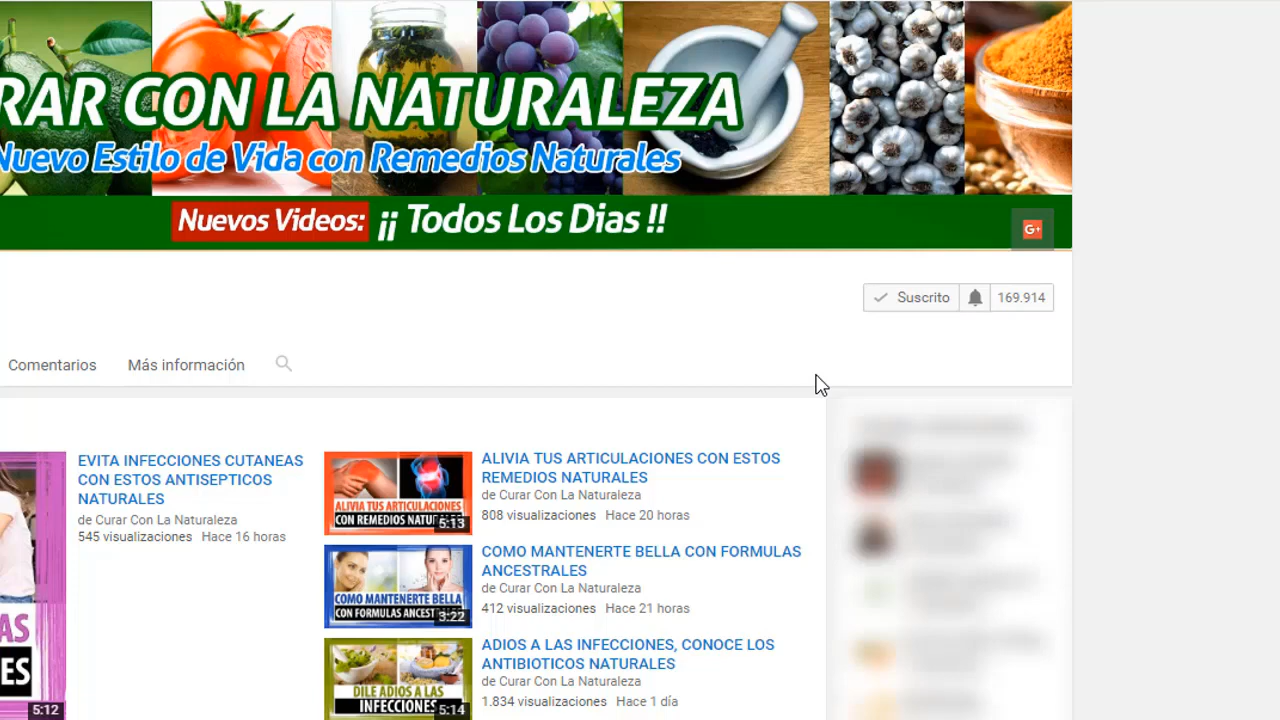 RAR CON LA NATURALEZA
Nuevo Estilo de Vida con Remedios Naturales
Nuevos Videos: ¡¡ Todos Los Dias !!
G+
Suscrito 169.914
Comentarios Más información
EVITA INFECCIONES CUTANEAS
CON ESTOS ANTISEPTICOS
NATURALES
de Curar Con La Naturaleza
545 visualizaciones Hace 16 horas
AS
ES
5:12
ALIVIA TUS ARTICULACIONES
CON REMEDIOS
5:13
ALIVIA TUS ARTICULACIONES CON ESTOS
REMEDIOS NATURALES
de Curar Con La Naturaleza
808 visualizaciones Hace 20 horas
COMO MANTENERTE BELLA
CON FORMULAS
3:22
COMO MANTENERTE BELLA CON FORMULAS
ANCESTRALES
de Curar Con La Naturaleza
412 visualizaciones Hace 21 horas
DILE ADIOS A LAS
INFECCIONES
5:14
ADIOS A LAS INFECCIONES, CONOCE LOS
ANTIBIOTICOS NATURALES
de Curar Con La Naturaleza
1.834 visualizaciones Hace 1 día